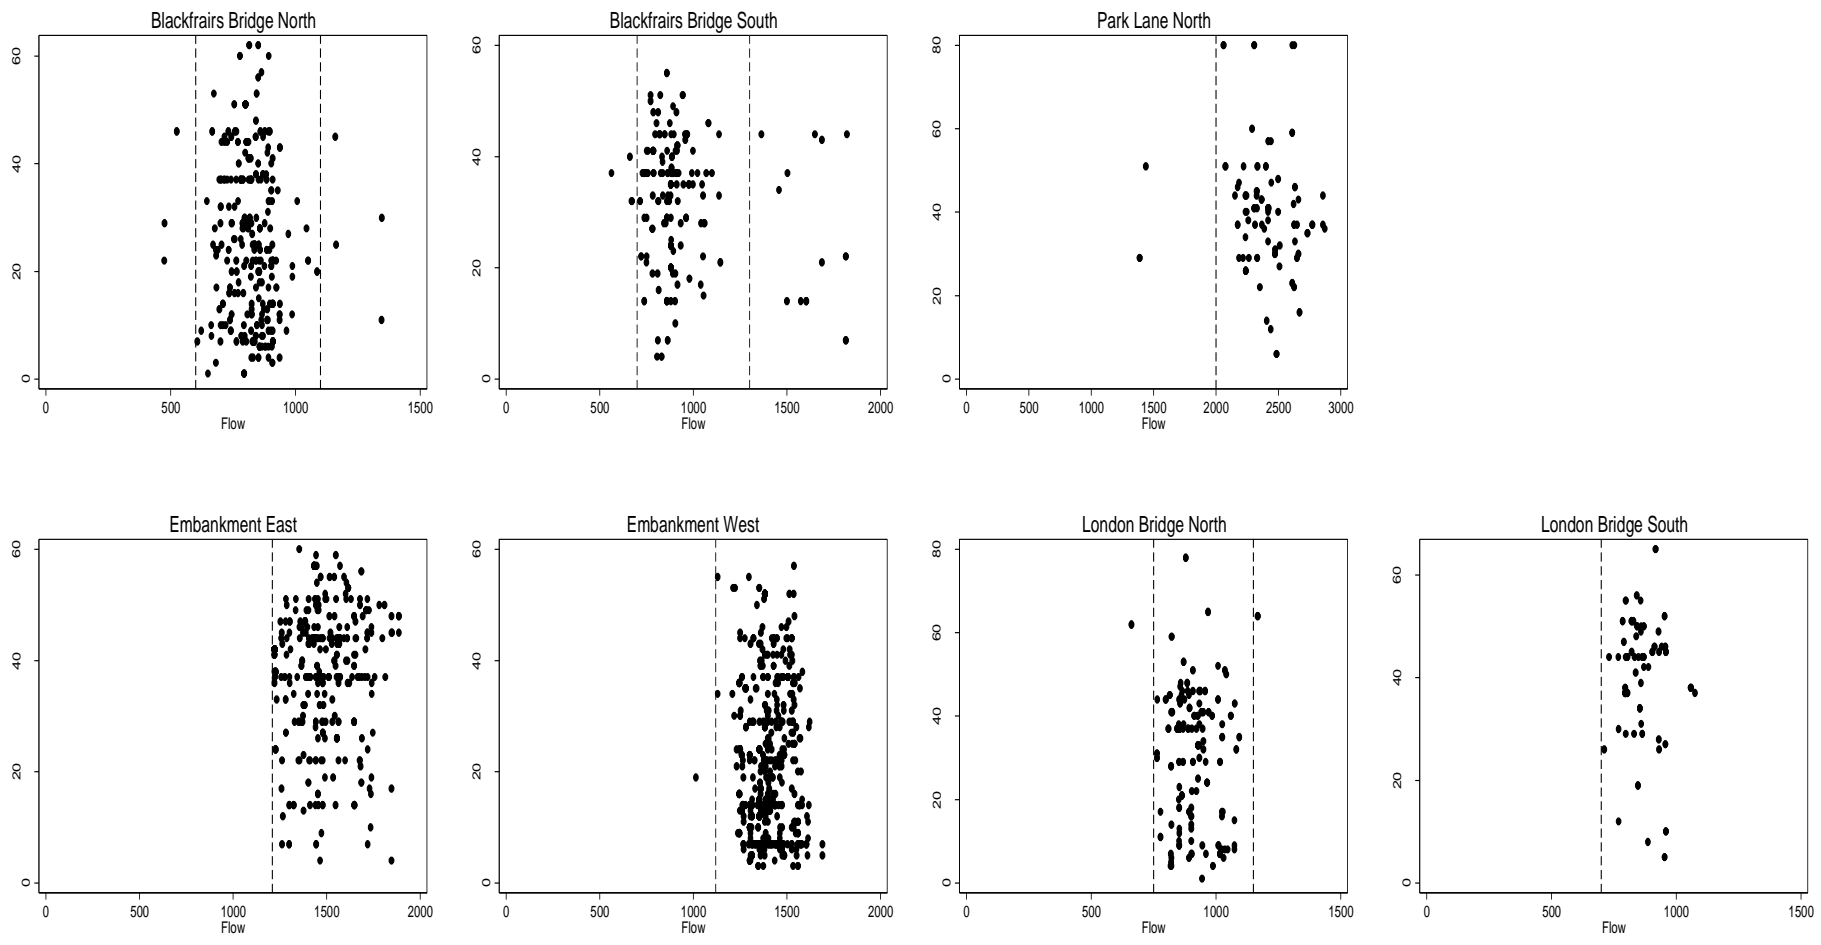 Blackfrairs Bridge North
60
40
20
0
0 500 1000 1500
Flow
Blackfrairs Bridge South
60
40
20
0
0 500 1000 1500 2000
Flow
Park Lane North
80
60
40
20
0
0 500 1000 1500 2000 2500 3000
Flow
Embankment East
60
40
20
0
0 500 1000 1500 2000
Flow
Embankment West
60
40
20
0
0 500 1000 1500 2000
Flow
London Bridge North
80
60
40
20
0
0 500 1000 1500
Flow
London Bridge South
60
40
20
0
0 500 1000 1500
Flow